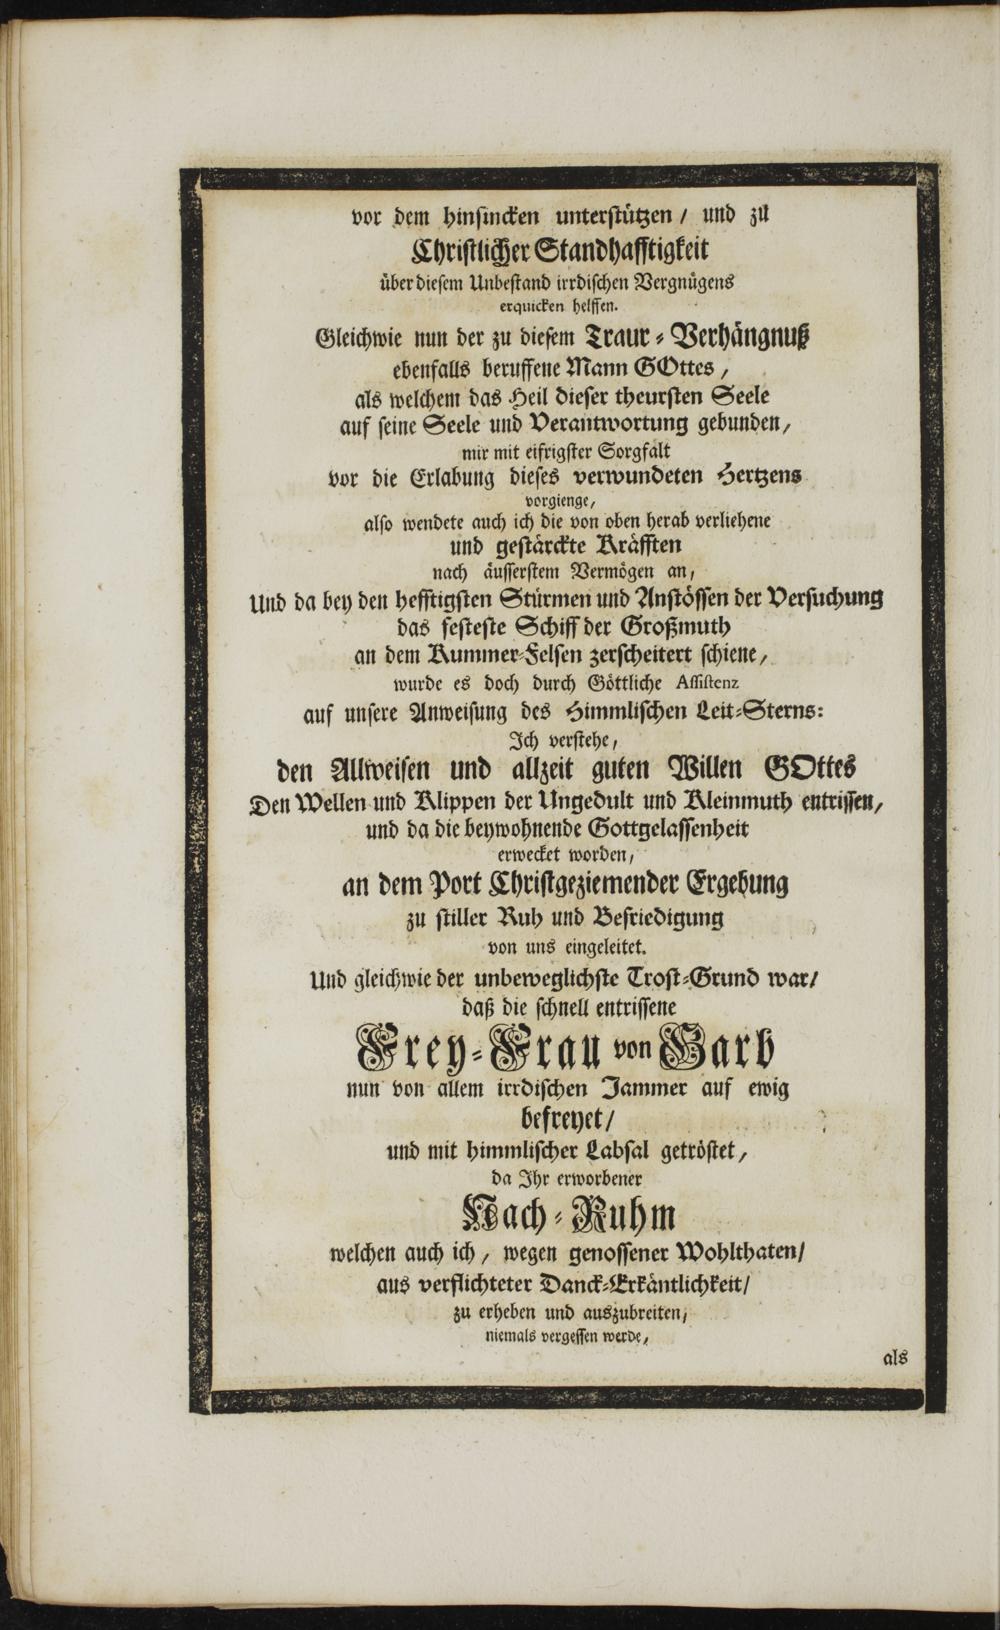 vor dem hinsincken unterstützen / und zu
Christlicher Standhafftigkeit
über diesem Unbestand irrdischen Vergnügens
erquicken helffen.
Gleichwie nun der zu diesem Traur-Verhängnuß
ebenfalls beruffene Mann GOttes,
als welchem das Heil dieser theursten Seele
auf seine Seele und Verantwortung gebunden,
mir mit eifrigster Sorgfalt
vor die Erlabung dieses verwundeten Hertzens
vorgienge,
also wendete auch ich die von oben herab verliehene
und gestärckte Kräfften
nach äusserstem Vermögen an,
Und da bey den hefftigsten Stürmen und Anstössen der Versuchung
das festeste Schiff der Großmuth
an dem Kummer-Felsen zerscheitert schiene,
wurde es doch durch Göttliche Assistenz
auf unsere Anweisung des Himmlischen Leit-Sterns:
Ich verstehe,
den Allweisen und allzeit guten Willen GOttes
Den Wellen und Klippen der Ungedult und Kleinmuth entrissen,
und da die beywohnende Gottgelassenheit
erwecket worden,
an dem Port Christgeziemender Ergebung
zu stiller Ruh und Befriedigung
von uns eingeleitet.
Und gleichwie der unbeweglichste Trost-Grund war/
daß die schnell entrissene
Frey-Frau von Garb
nun von allem irrdischen Jammer auf ewig
befreyet/
und mit himmlischer Labsal getröstet,
da Ihr erworbener
Nach-Ruhm
welchen auch ich, wegen genossener Wohlthaten/
aus verflichteter Danck-Erkäntlichkeit/
zu erheben und auszubreiten,
niemals vergessen werde,
als